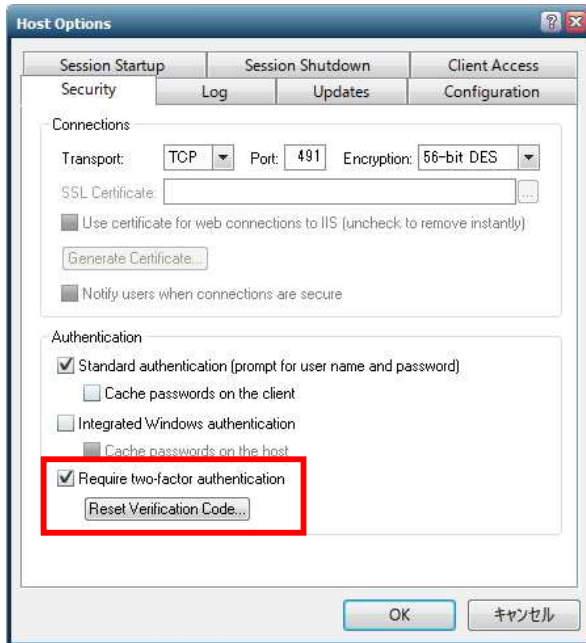 Host Options
Session Startup Session Shutdown Client Access
Security Log Updates Configuration
Connections
Transport: TCP Port: 491 Encryption: 56-bit DES
SSL Certificate: ...
Use certificate for web connections to IIS (uncheck to remove instantly)
Generate Certificate...
Notify users when connections are secure
Authentication
Standard authentication (prompt for user name and password)
Cache passwords on the client
Integrated Windows authentication
Cache passwords on the host
Require two-factor authentication
Reset Verification Code...
OK キャンセル